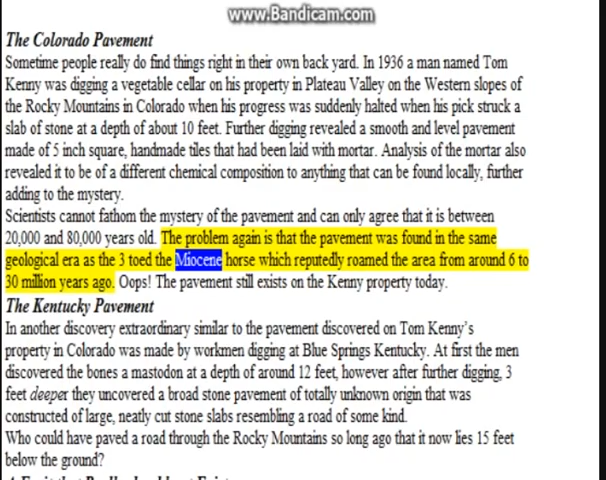 www.Bandicam.com
The Colorado Pavement
Sometime people really do find things right in their own back yard. In 1936 a man named Tom
Kenny was digging a vegetable cellar on his property in Plateau Valley on the Western slopes of
the Rocky Mountains in Colorado when his progress was suddenly halted when his pick struck a
slab of stone at a depth of about 10 feet. Further digging revealed a smooth and level pavement
made of 5 inch square, handmade tiles that had been laid with mortar. Analysis of the mortar also
revealed it to be of a different chemical composition to anything that can be found locally, further
adding to the mystery.
Scientists cannot fathom the mystery of the pavement and can only agree that it is between
20,000 and 80,000 years old. The problem again is that the pavement was found in the same
geological era as the 3 toed the Miocene horse which reputedly roamed the area from around 6 to
30 million years ago. Oops! The pavement still exists on the Kenny property today.
The Kentucky Pavement
In another discovery extraordinary similar to the pavement discovered on Tom Kenny's
property in Colorado was made by workmen digging at Blue Springs Kentucky. At first the men
discovered the bones a mastodon at a depth of around 12 feet, however after further digging, 3
feet deeper they uncovered a broad stone pavement of totally unknown origin that was
constructed of large, neatly cut stone slabs resembling a road of some kind.
Who could have paved a road through the Rocky Mountains so long ago that it now lies 15 feet
below the ground?